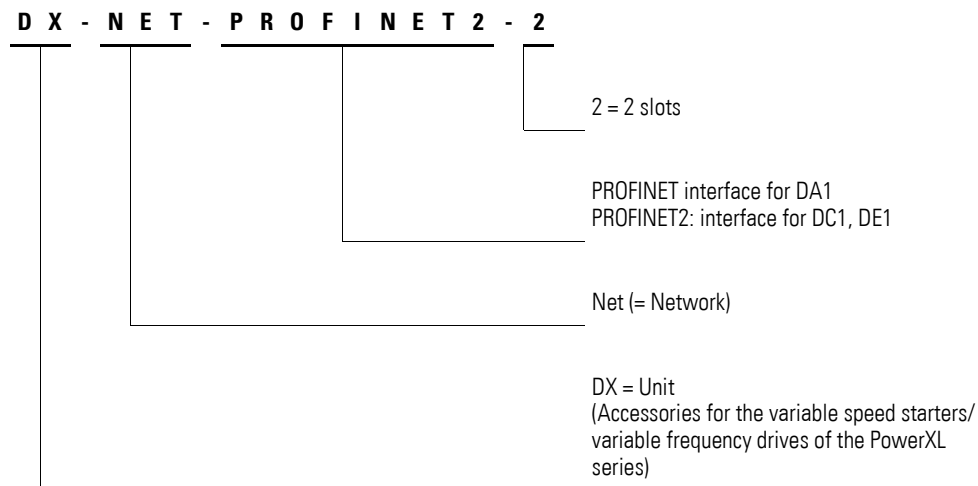 DX-NET-PROFINET2-2
2 = 2 slots
PROFINET interface for DA1
PROFINET2: interface for DC1, DE1
Net (= Network)
DX = Unit
(Accessories for the variable speed starters/
variable frequency drives of the PowerXL
series)